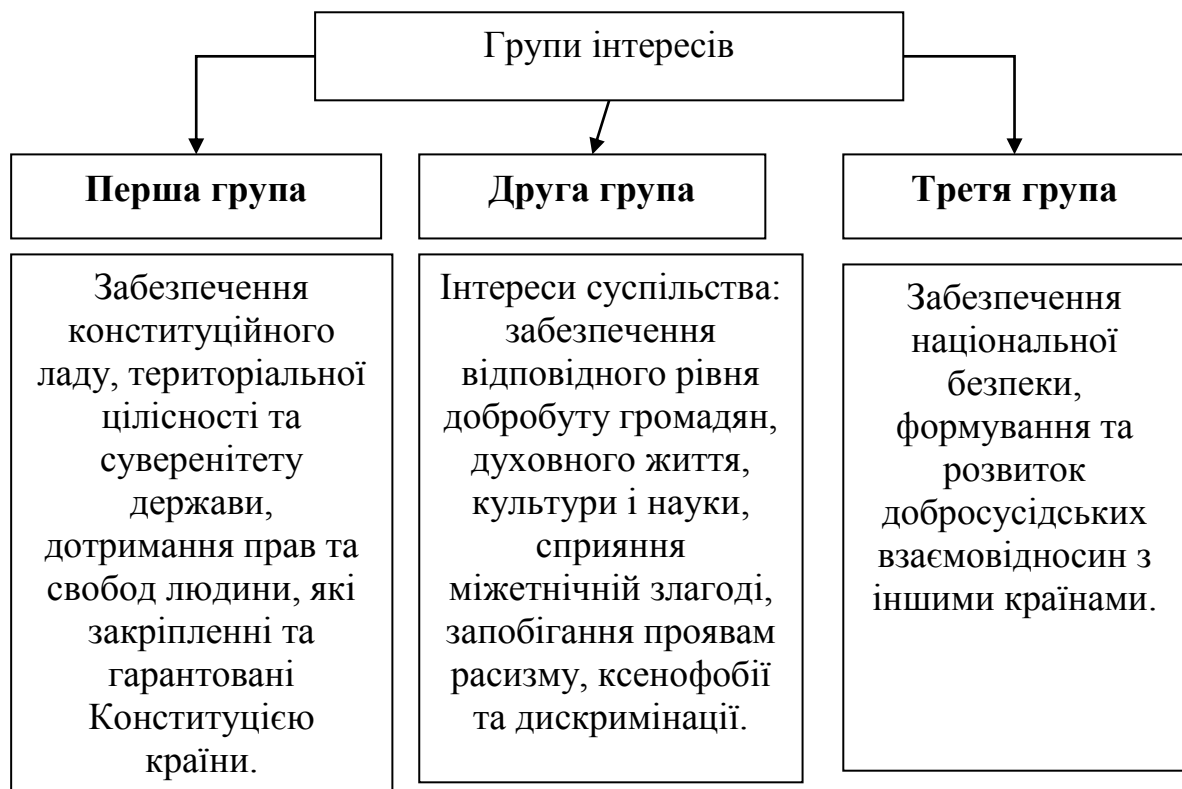 Групи інтересів
Перша група
Друга група
Третя група
Забезпечення
конституційного
ладу, територіальної
цілісності та
суверенітету
держави,
дотримання прав та
свобод людини, які
закріпленні та
гарантовані
Конституцією
країни.
Інтереси суспільства:
забезпечення
відповідного рівня
добробуту громадян,
духовного життя,
культури і науки,
сприяння
міжетнічній злагоді,
запобігання проявам
расизму, ксенофобії
та дискримінації.
Забезпечення
національної
безпеки,
формування та
розвиток
добросусідських
взаємовідносин з
іншими країнами.